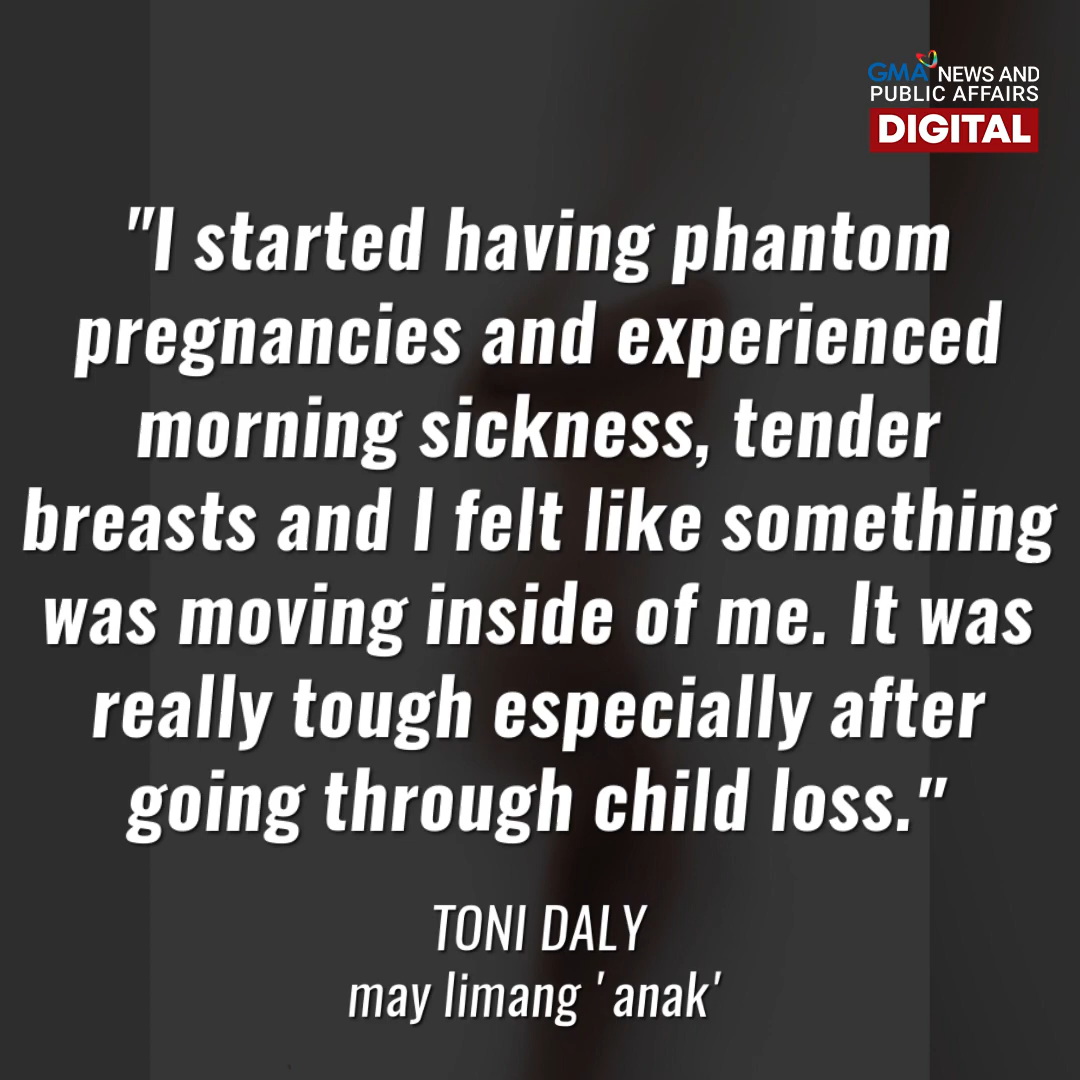 GMA NEWS AND
PUBLIC AFFAIRS
DIGITAL
"I started having phantom
pregnancies and experienced
morning sickness, tender
breasts and I felt like something
was moving inside of me. It was
really tough especially after
going through child loss."
TONI DALY
may limang 'anak'